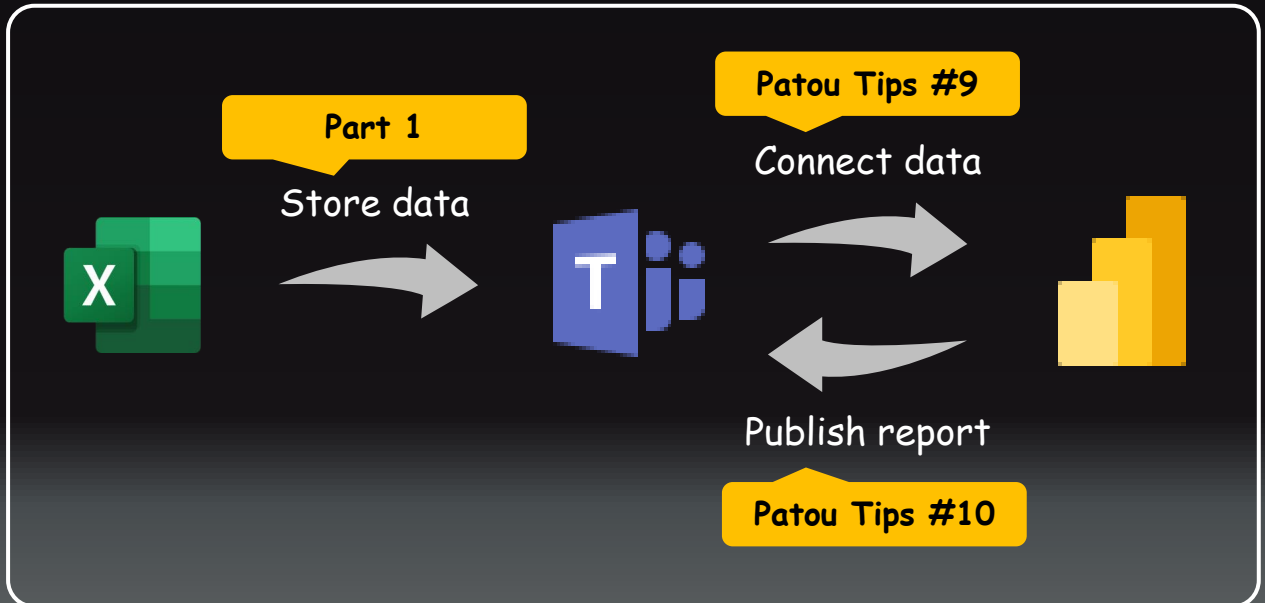 Part 1
Store data
X
T
Patou Tips #9
Connect data
Publish report
Patou Tips #10